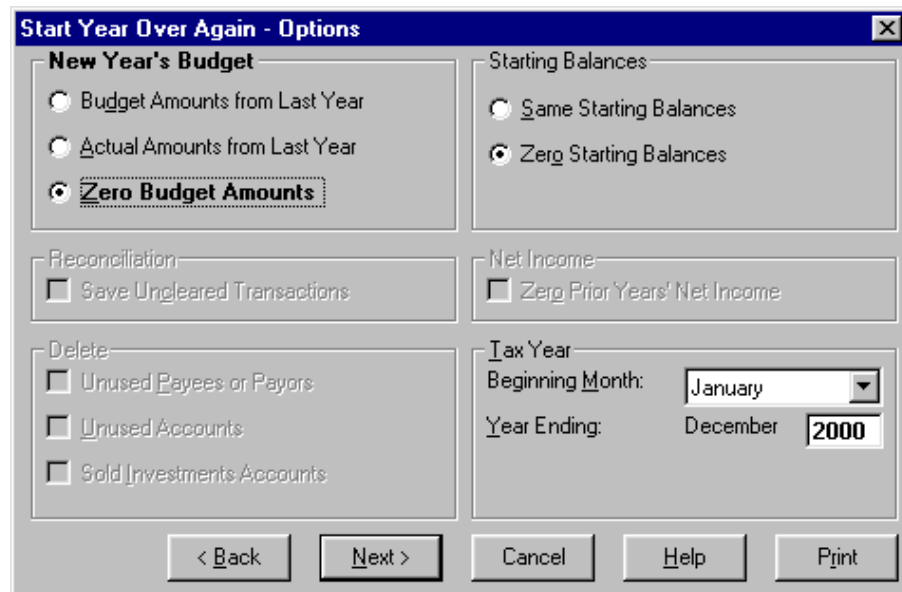 Start Year Over Again - Options
New Year's Budget
Budget Amounts from Last Year
Actual Amounts from Last Year
Zero Budget Amounts
Starting Balances
Same Starting Balances
Zero Starting Balances
Reconciliation
Save Uncleared Transactions
Net Income
Zero Prior Years' Net Income
Delete
Unused Payees or Payors
Unused Accounts
Sold Investments Accounts
Tax Year
Beginning Month: January
Year Ending: December 2000
< Back Next > Cancel Help Print